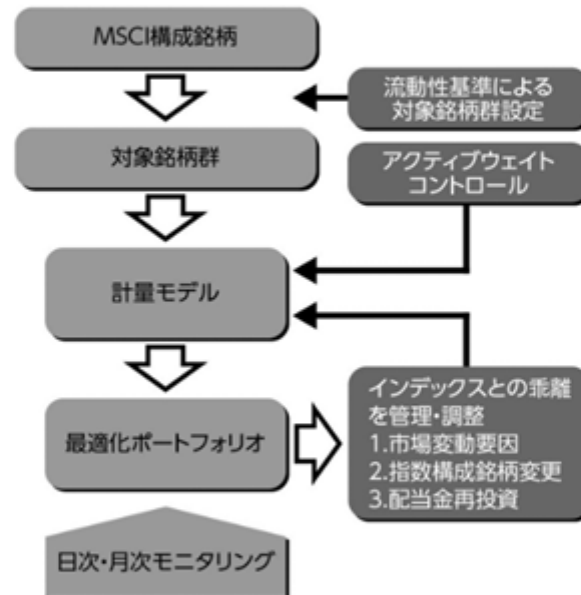 MSCI構成銘柄
流動性基準による
対象銘柄群設定
対象銘柄群
アクティブウェイト
コントロール
計量モデル
最適化ポートフォリオ
インデックスとの乖離
を管理・調整
1.市場変動要因
2.指数構成銘柄変更
3.配当金再投資
日次・月次モニタリング